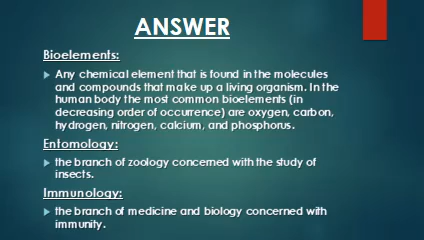 ANSWER
Bioelements:
Any chemical element that is found in the molecules
and compounds that make up a living organism. In the
human body the most common bioelements (in
decreasing order of occurrence) are oxygen, carbon,
hydrogen, nitrogen, calcium, and phosphorus.
Entomology:
the branch of zoology concerned with the study of
insects.
Immunology:
the branch of medicine and biology concerned with
immunity.